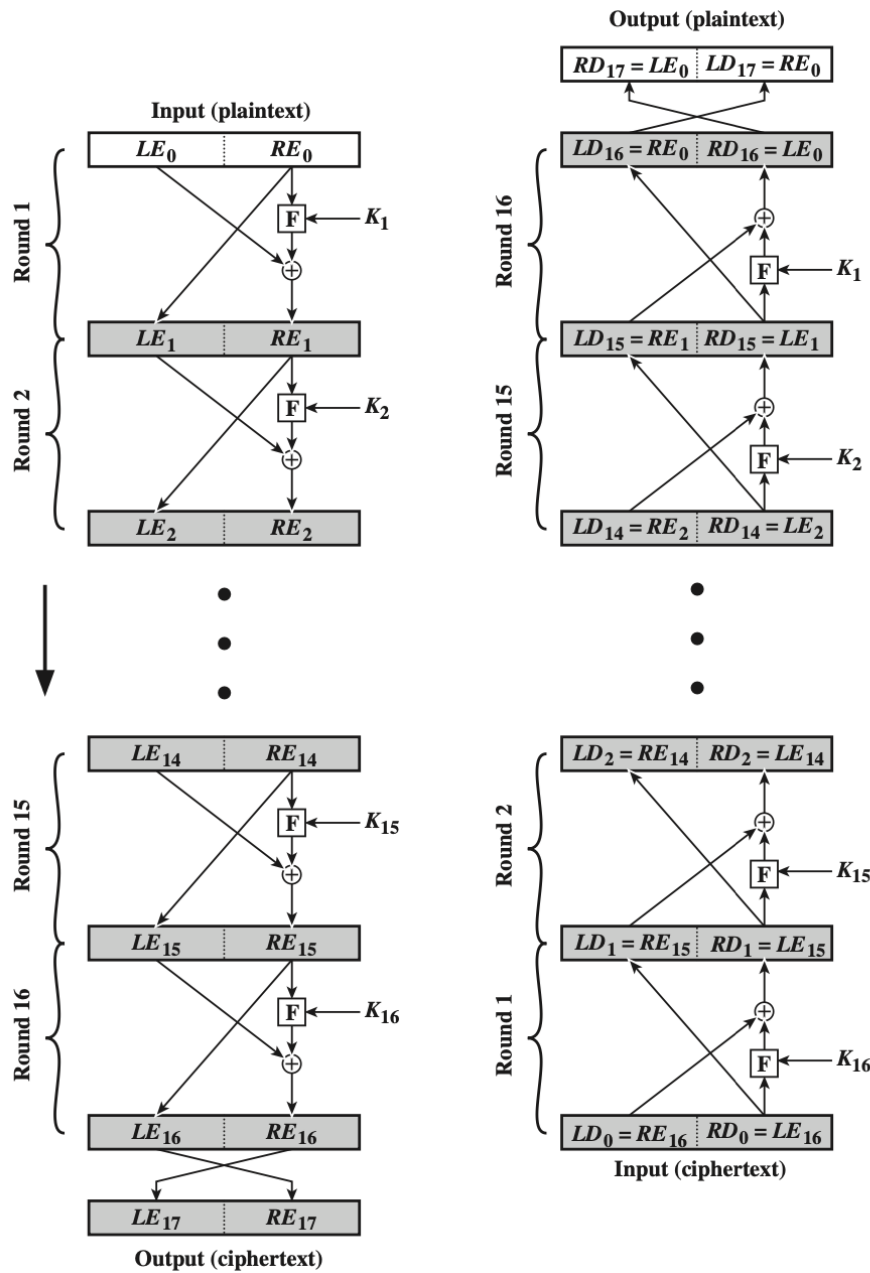 Input (plaintext)
LE₀ RE₀
Round 1
F
K₁
+
LE₁ RE₁
Round 2
F
K₂
+
LE₂ RE₂
LE₁₄ RE₁₄
Round 15
F
K₁₅
+
LE₁₅ RE₁₅
Round 16
F
K₁₆
+
LE₁₆ RE₁₆
LE₁₇ RE₁₇
Output (ciphertext)
Output (plaintext)
RD₁₇ = LE₀ LD₁₇ = RE₀
LD₁₆ = RE₀ RD₁₆ = LE₀
Round 16
+
F
K₁
LD₁₅ = RE₁ RD₁₅ = LE₁
Round 15
+
F
K₂
LD₁₄ = RE₂ RD₁₄ = LE₂
LD₂ = RE₁₄ RD₂ = LE₁₄
Round 2
+
F
K₁₅
LD₁ = RE₁₅ RD₁ = LE₁₅
Round 1
+
F
K₁₆
LD₀ = RE₁₆ RD₀ = LE₁₆
Input (ciphertext)